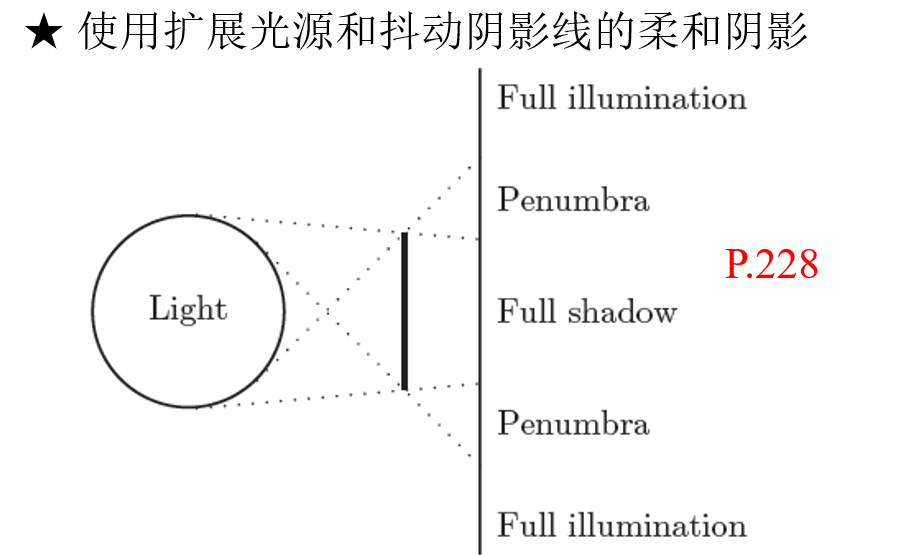 ★ 使用扩展光源和抖动阴影线的柔和阴影
Full illumination
Penumbra
P.228
Light
Full shadow
Penumbra
Full illumination